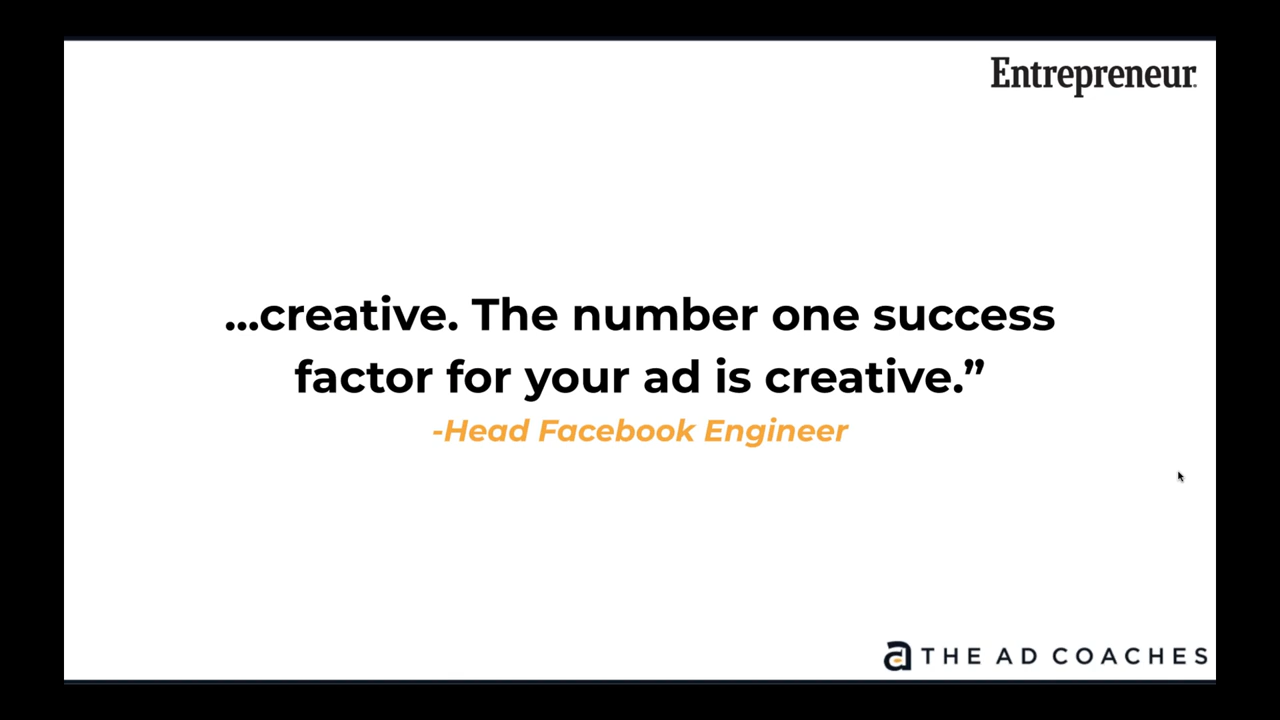 Entrepreneur
...creative. The number one success
factor for your ad is creative.”
-Head Facebook Engineer
a THE AD COACHES